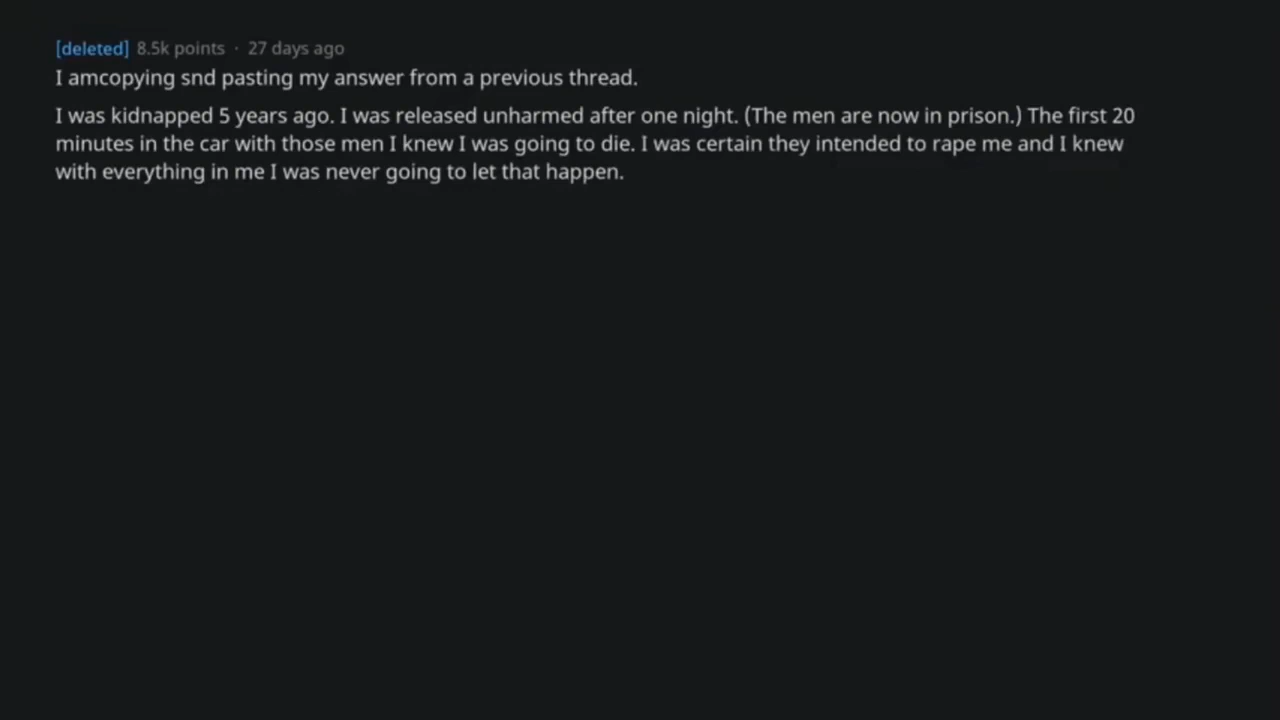 [deleted] 8.5k points · 27 days ago
I amcopying snd pasting my answer from a previous thread.
I was kidnapped 5 years ago. I was released unharmed after one night. (The men are now in prison.) The first 20
minutes in the car with those men I knew I was going to die. I was certain they intended to rape me and I knew
with everything in me I was never going to let that happen.